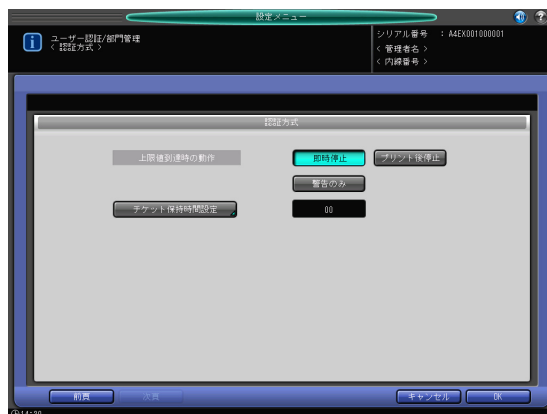 設定メニュー
ユーザー認証/部門管理
< 認証方式 >
シリアル番号 : A4EX001000001
< 管理者名 >
< 内線番号 >
認証方式
上限値到達時の動作
即時停止
プリント後停止
警告のみ
チケット保持時間設定
00
前頁
次頁
キャンセル
OK
14:30